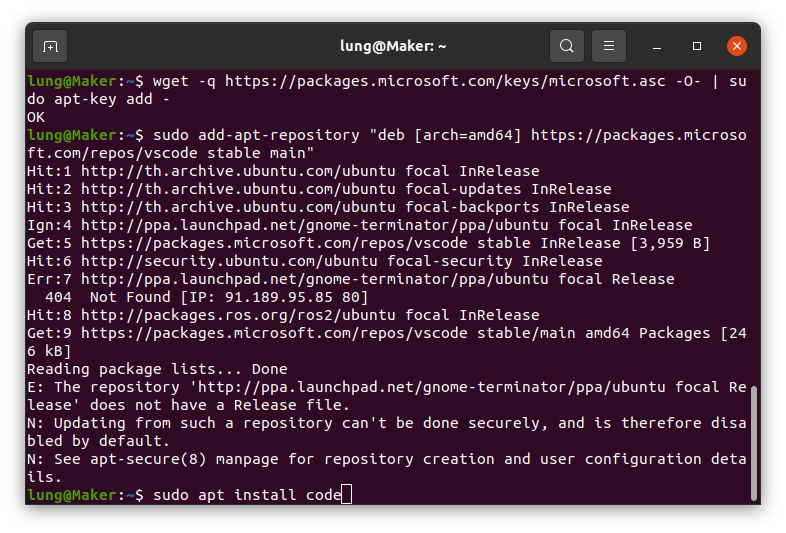 lung@Maker: ~
lung@Maker:~$ wget -q https://packages.microsoft.com/keys/microsoft.asc -O- | su
do apt-key add -
OK
lung@Maker:~$ sudo add-apt-repository "deb [arch=amd64] https://packages.microso
ft.com/repos/vscode stable main"
Hit:1 http://th.archive.ubuntu.com/ubuntu focal InRelease
Hit:2 http://th.archive.ubuntu.com/ubuntu focal-updates InRelease
Hit:3 http://th.archive.ubuntu.com/ubuntu focal-backports InRelease
Ign:4 http://ppa.launchpad.net/gnome-terminator/ppa/ubuntu focal InRelease
Get:5 https://packages.microsoft.com/repos/vscode stable InRelease [3,959 B]
Hit:6 http://security.ubuntu.com/ubuntu focal-security InRelease
Err:7 http://ppa.launchpad.net/gnome-terminator/ppa/ubuntu focal Release
  404  Not Found [IP: 91.189.95.85 80]
Hit:8 http://packages.ros.org/ros2/ubuntu focal InRelease
Get:9 https://packages.microsoft.com/repos/vscode stable/main amd64 Packages [24
6 kB]
Reading package lists... Done
E: The repository 'http://ppa.launchpad.net/gnome-terminator/ppa/ubuntu focal Re
lease' does not have a Release file.
N: Updating from such a repository can't be done securely, and is therefore disa
bled by default.
N: See apt-secure(8) manpage for repository creation and user configuration deta
ils.
lung@Maker:~$ sudo apt install code